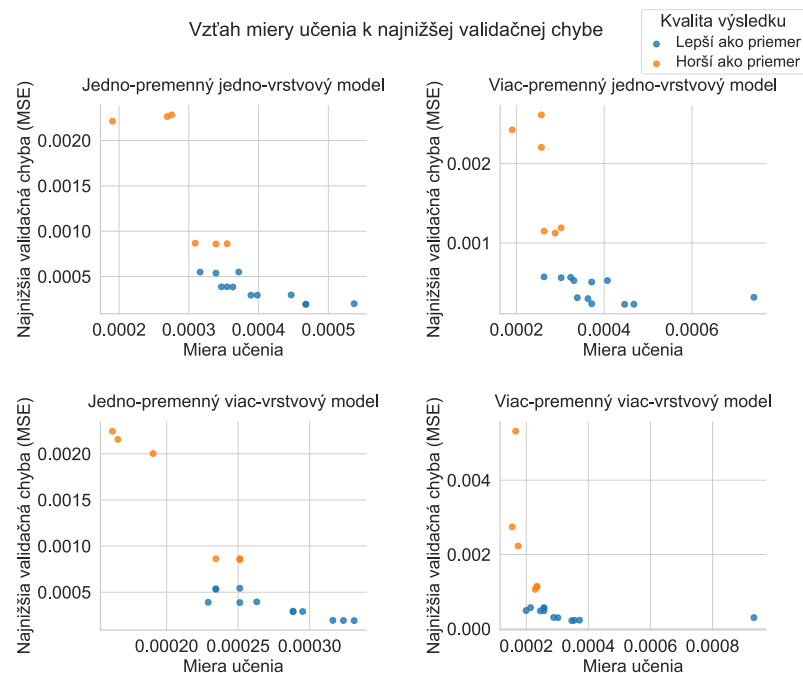 Vzťah miery učenia k najnižšej validačnej chybe
Kvalita výsledku
Lepší ako priemer
Horší ako priemer
Jedno-premenný jedno-vrstvový model
Najnižšia validačná chyba (MSE)
0.0020
0.0015
0.0010
0.0005
0.0002
0.0003
0.0004
0.0005
Miera učenia
Viac-premenný jedno-vrstvový model
Najnižšia validačná chyba (MSE)
0.002
0.001
0.0002
0.0004
0.0006
Miera učenia
Jedno-premenný viac-vrstvový model
Najnižšia validačná chyba (MSE)
0.0020
0.0015
0.0010
0.0005
0.00020
0.00025
0.00030
Miera učenia
Viac-premenný viac-vrstvový model
Najnižšia validačná chyba (MSE)
0.004
0.002
0.000
0.0002
0.0004
0.0006
0.0008
Miera učenia